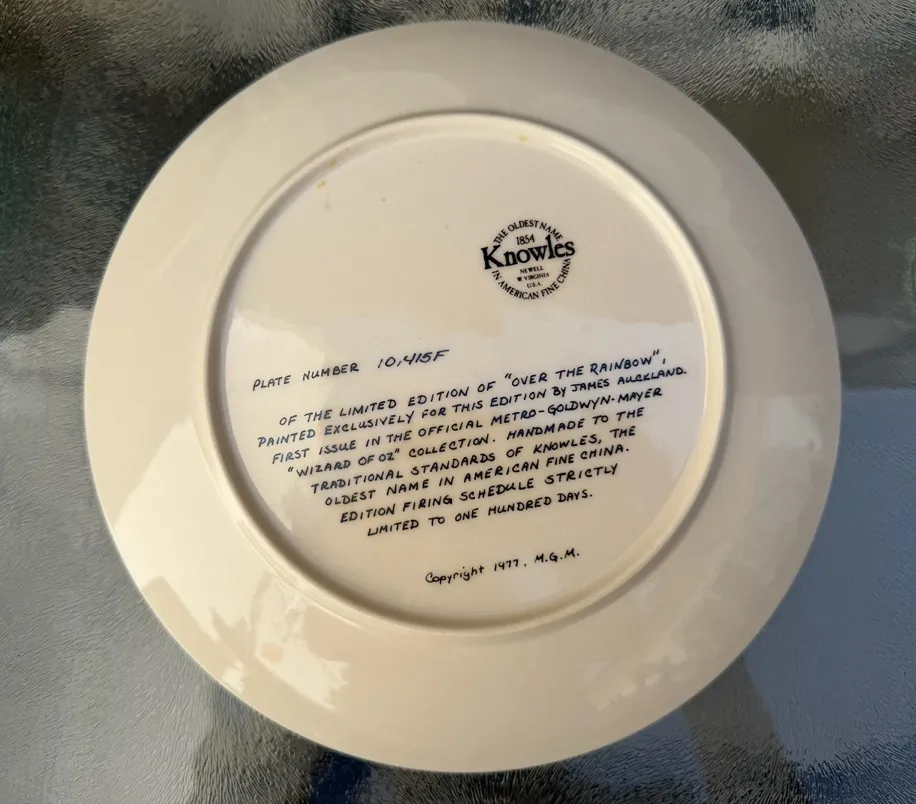 THE OLDEST NAME
1854
Knowles
NEWELL
W VIRGINIA
U.S.A
IN AMERICAN FINE CHINA
PLATE NUMBER 10,415F
OF THE LIMITED EDITION OF "OVER THE RAINBOW",
PAINTED EXCLUSIVELY FOR THIS EDITION BY JAMES AUCKLAND.
FIRST ISSUE IN THE OFFICIAL METRO-GOLDWYN-MAYER
"WIZARD OF OZ" COLLECTION. HANDMADE TO THE
TRADITIONAL STANDARDS OF KNOWLES, THE
OLDEST NAME IN AMERICAN FINE CHINA.
EDITION FIRING SCHEDULE STRICTLY
LIMITED TO ONE HUNDRED DAYS.
Copyright 1977. M.G.M.